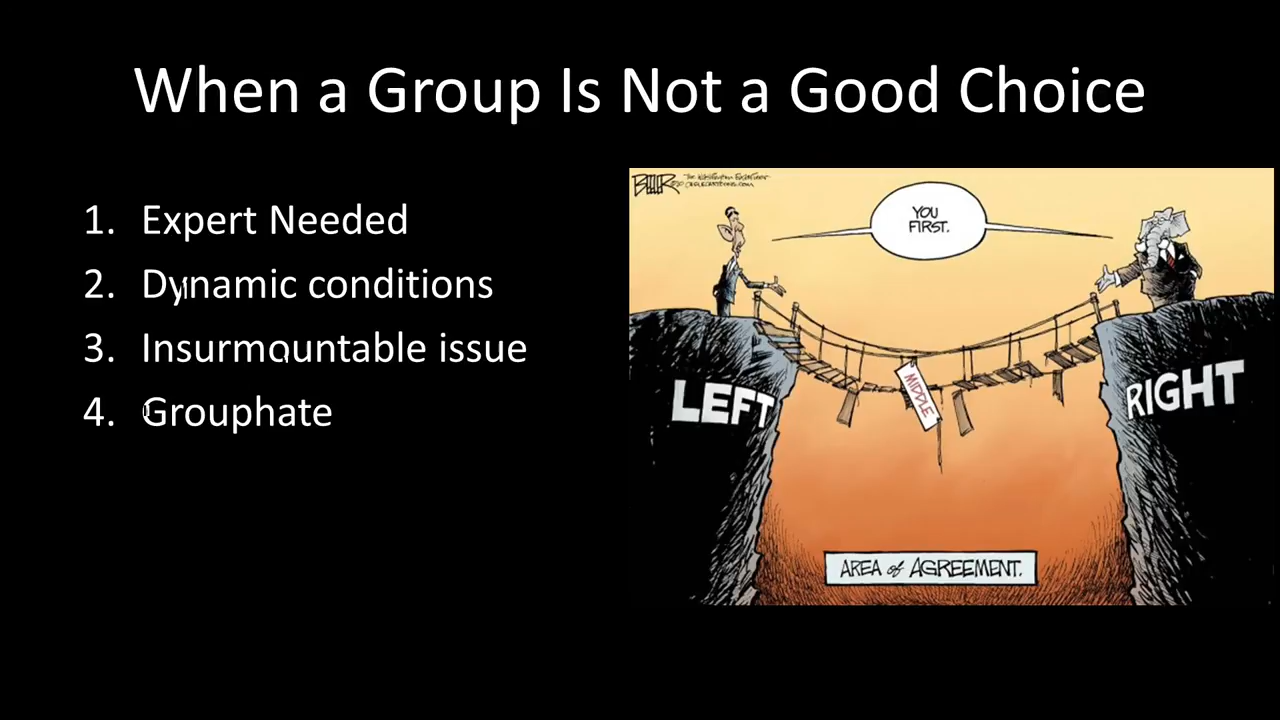 When a Group Is Not a Good Choice
1. Expert Needed
2. Dynamic conditions
3. Insurmountable issue
4. Grouphate
YOU
FIRST.
MIDDLE
LEFT
RIGHT
AREA of AGREEMENT.